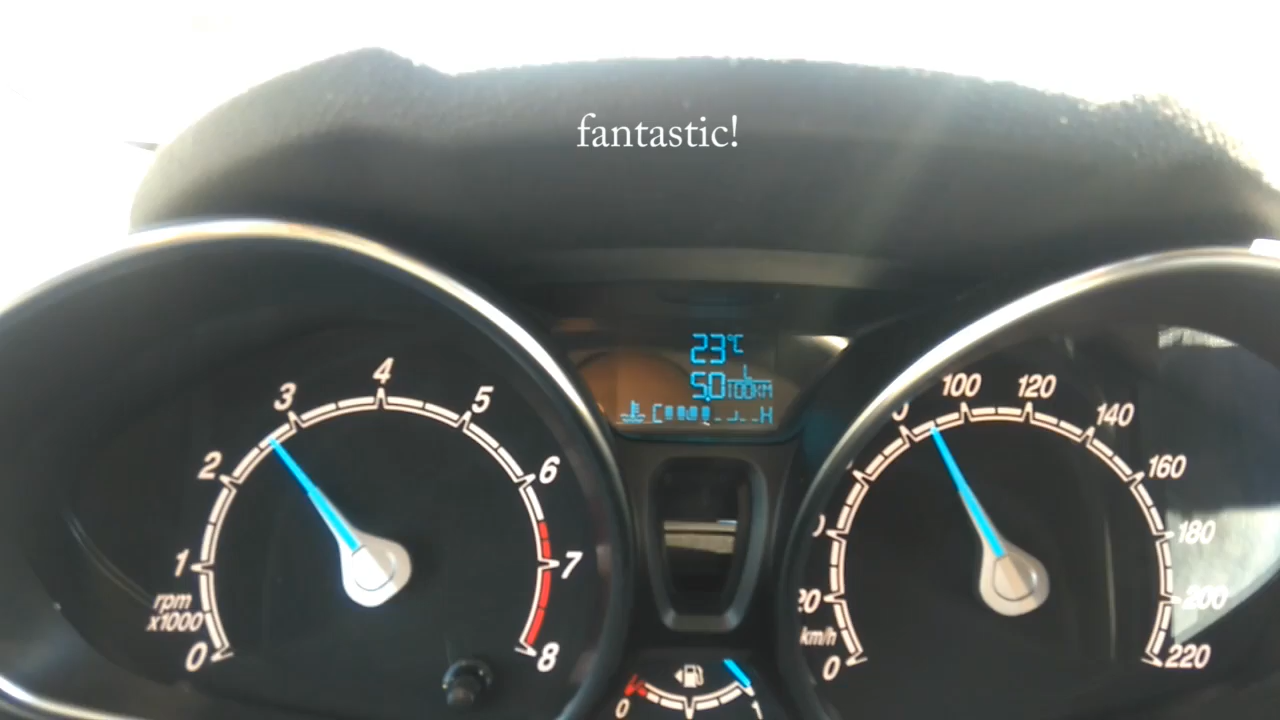 fantastic!
23°C
5.0 L/100KM
C H
0 1 2 3 4 5 6 7 8
rpm
x1000
100 120 140 160 180 200 220
20
km/h
0
0 1